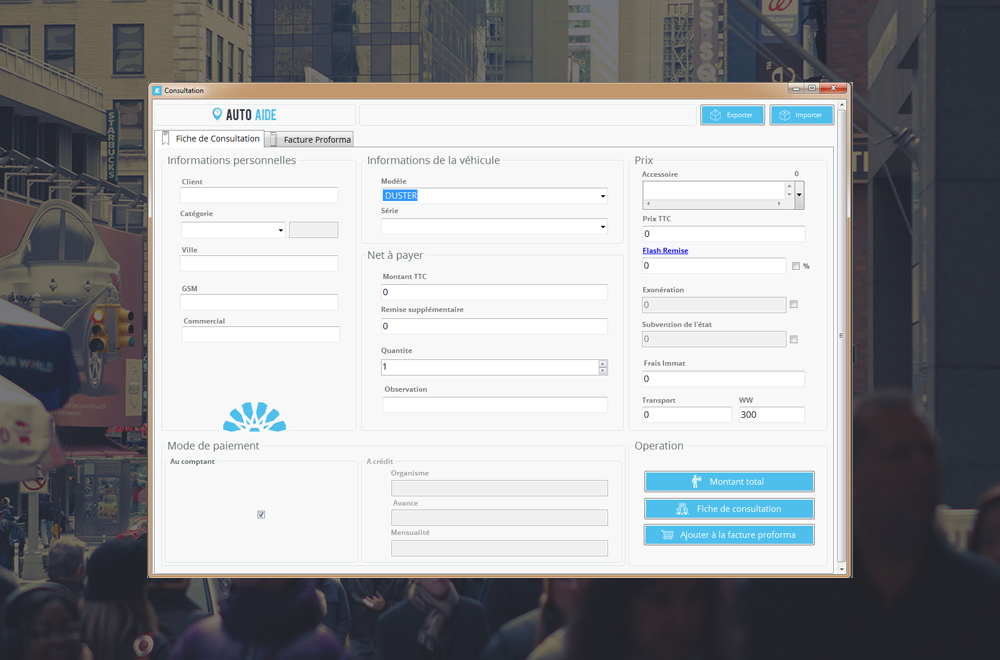 Consultation
AUTO AIDE
Exporter
Importer
Fiche de Consultation
Facture Proforma
Informations personnelles
Client
Catégorie
Ville
GSM
Commercial
Informations de la véhicule
Modèle
DUSTER
Série
Net à payer
Montant TTC
0
Remise supplémentaire
0
Quantite
1
Observation
Prix
Accessoire 0
Prix TTC
0
Flash Remise
0 %
Exonération
0
Subvention de l'état
0
Frais Immat
0
Transport WW
0 300
Mode de paiement
Au comptant
A crédit
Organisme
Avance
Mensualité
Operation
Montant total
Fiche de consultation
Ajouter à la facture proforma
STARBUCKS
OUR WORLD